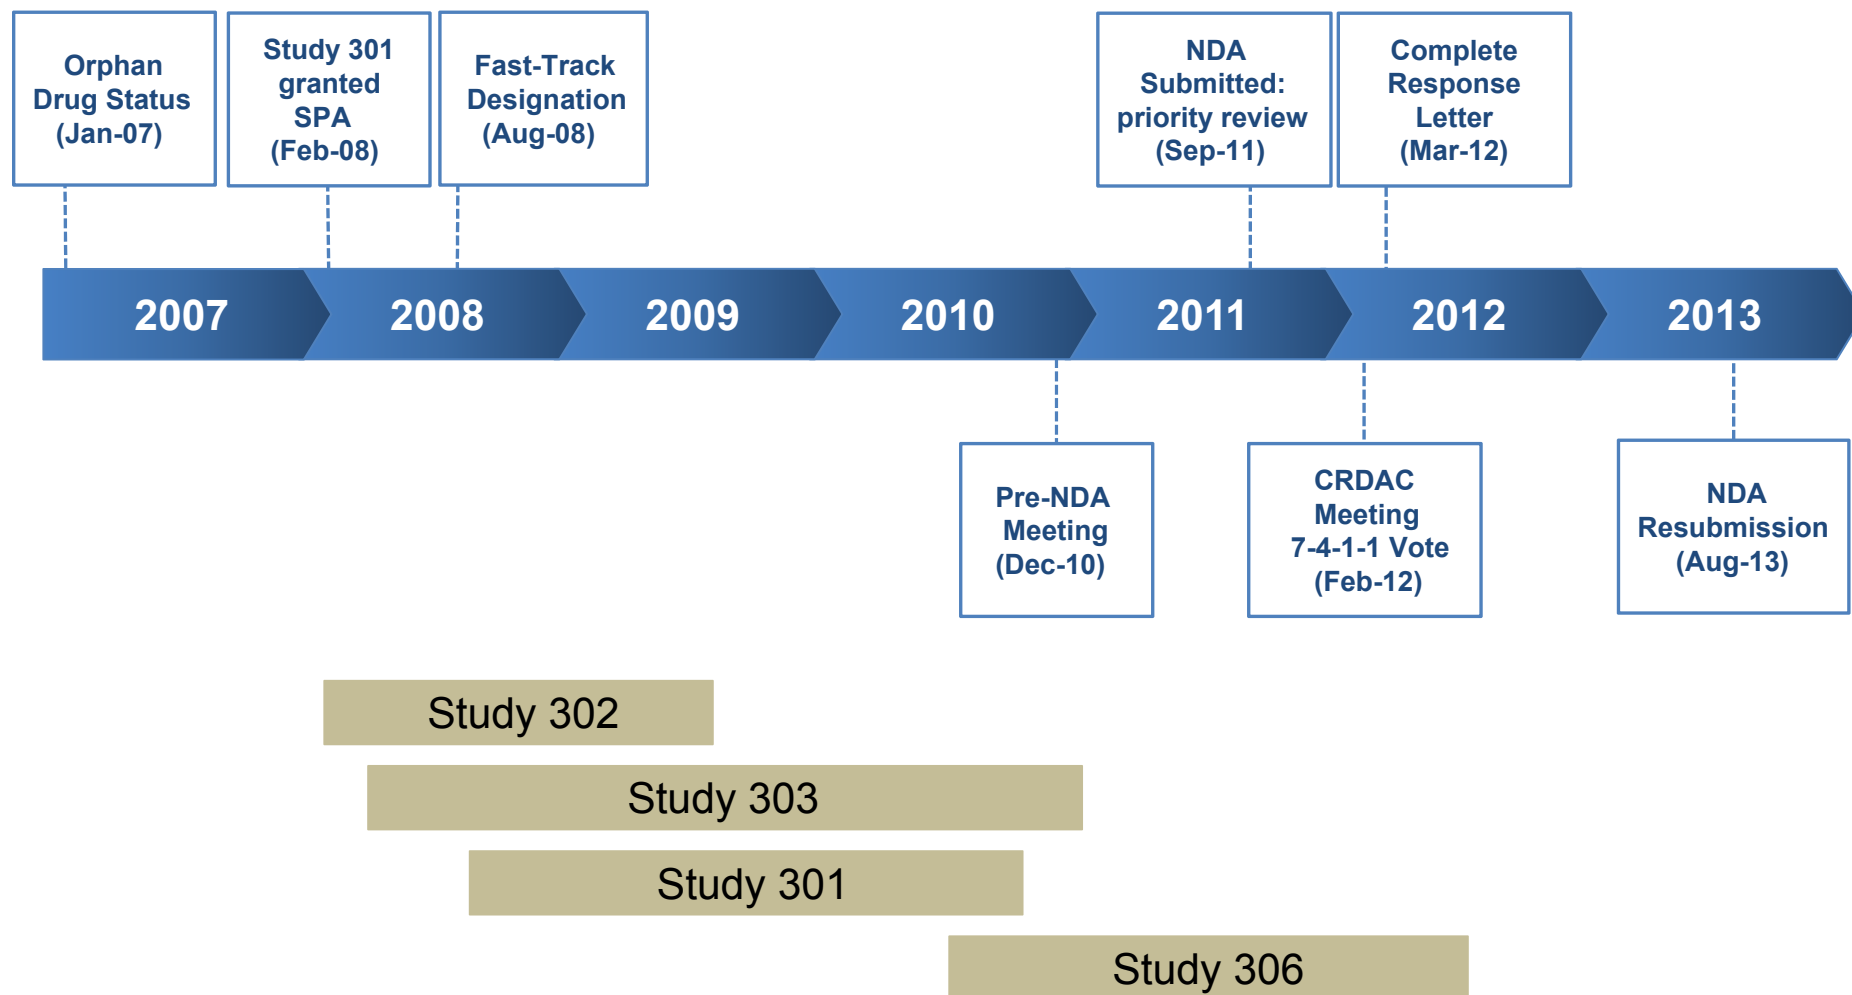 Orphan
Drug Status
(Jan-07)
Study 301
granted
SPA
(Feb-08)
Fast-Track
Designation
(Aug-08)
NDA
Submitted:
priority review
(Sep-11)
Complete
Response
Letter
(Mar-12)
2007
2008
2009
2010
2011
2012
2013
Pre-NDA
Meeting
(Dec-10)
CRDAC
Meeting
7-4-1-1 Vote
(Feb-12)
NDA
Resubmission
(Aug-13)
Study 302
Study 303
Study 301
Study 306